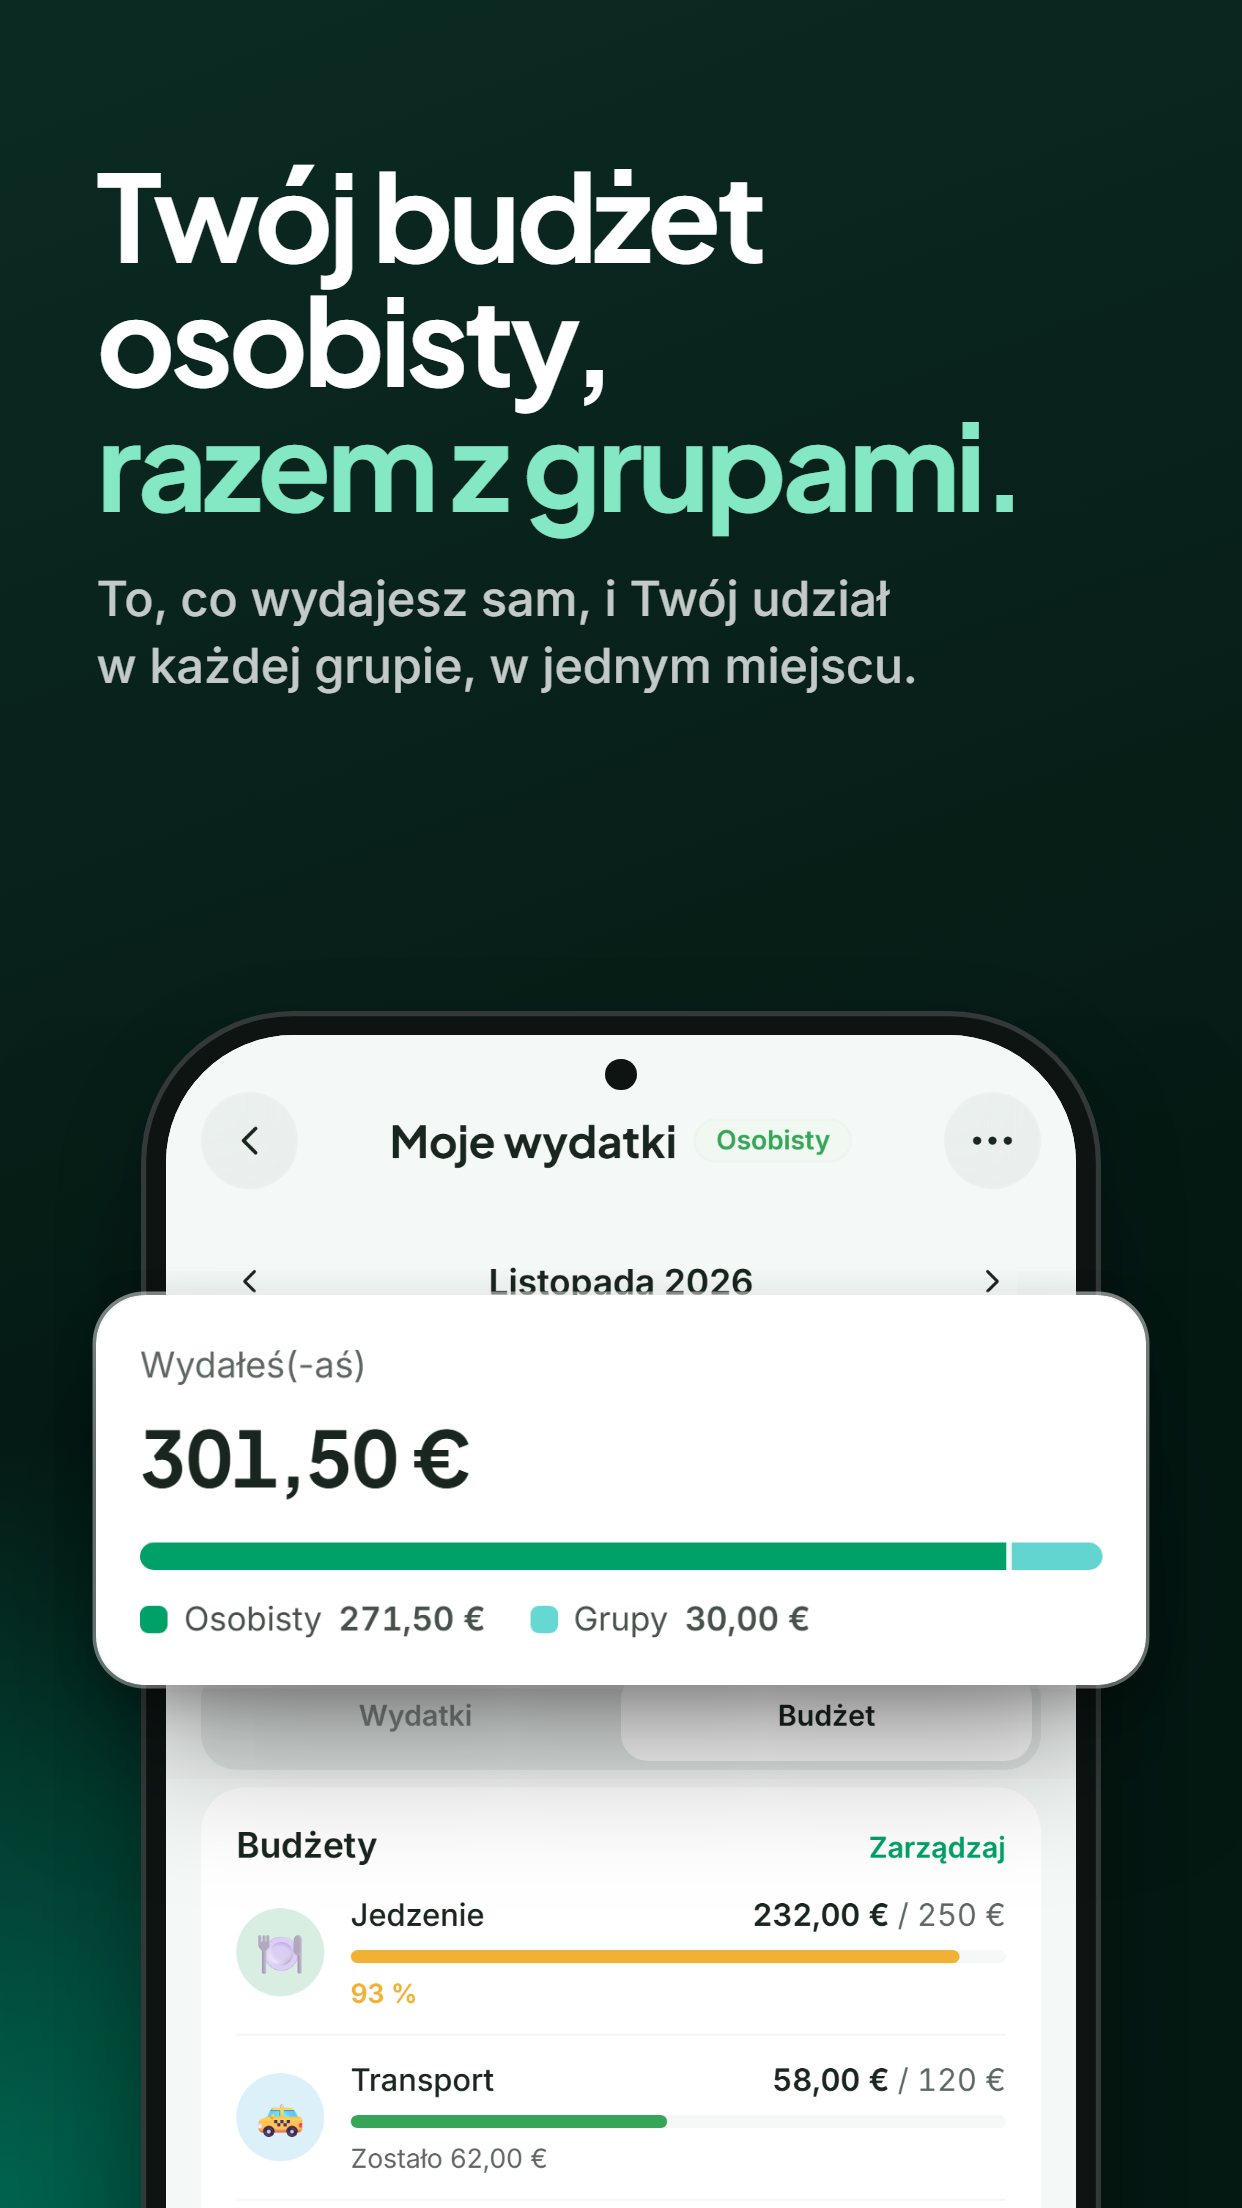 Twój budżet
osobisty,
razem z grupami.
To, co wydajesz sam, i Twój udział
w każdej grupie, w jednym miejscu.
Moje wydatki Osobisty
Listopada 2026
Wydałeś(-aś)
301,50 €
Osobisty 271,50 € Grupy 30,00 €
Wydatki Budżet
Budżety Zarządzaj
Jedzenie 232,00 € / 250 €
93 %
Transport 58,00 € / 120 €
Zostało 62,00 €